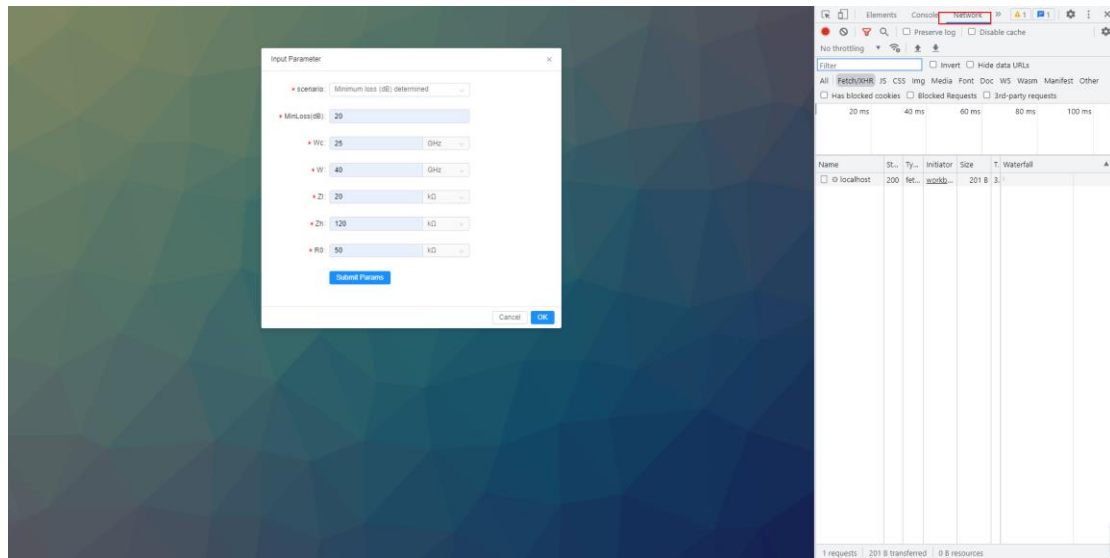 Input Parameter
* scenario: Minimum loss (dB) determined
* MinLoss(dB): 20
* Wc: 25 GHz
* W: 40 GHz
* Zl: 20 kΩ
* Zh: 120 kΩ
* R0: 50 kΩ
Submit Params
Cancel OK
Elements Console Network » 1 1
Preserve log Disable cache
No throttling
Filter Invert Hide data URLs
All Fetch/XHR JS CSS Img Media Font Doc WS Wasm Manifest Other
Has blocked cookies Blocked Requests 3rd-party requests
20 ms 40 ms 60 ms 80 ms 100 ms
Name St... Ty... Initiator Size T. Waterfall
localhost 200 fet... workb... 201 B 3.
1 requests 201 B transferred 0 B resources